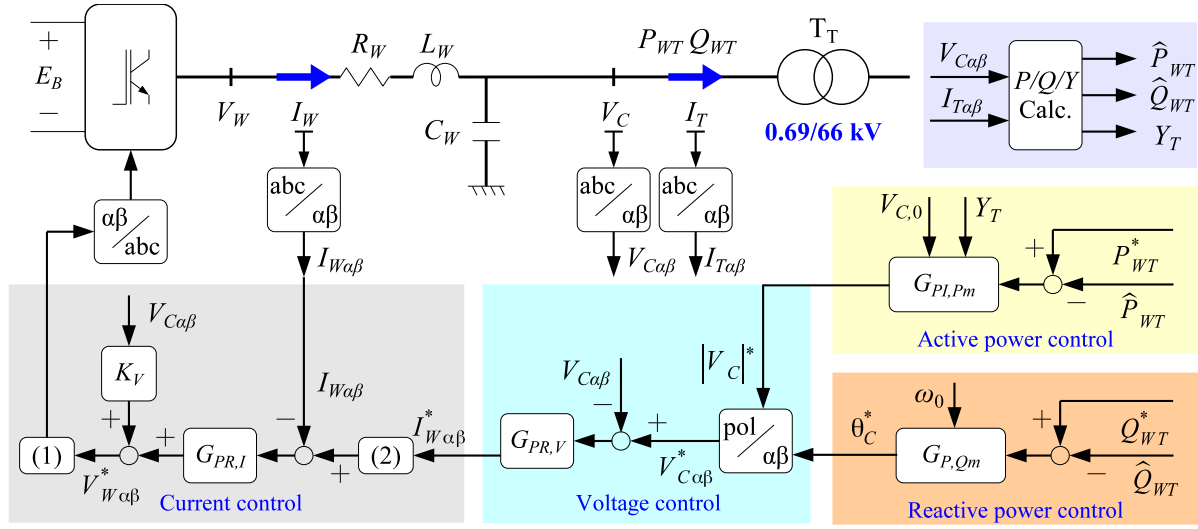 +
E_B
−
V_W
I_W
R_W
L_W
C_W
P_WT Q_WT
V_C
I_T
T_T
0.69/66 kV
V_Cαβ
I_Tαβ
P/Q/Y
Calc.
P̂_WT
Q̂_WT
Y_T
αβ
abc
abc
αβ
I_Wαβ
abc
αβ
V_Cαβ
abc
αβ
I_Tαβ
V_C,0
Y_T
G_PI,Pm
+
P*_WT
−
P̂_WT
Active power control
V_Cαβ
K_V
+
(1)
V*_Wαβ
+
G_PR,I
I_Wαβ
−
+
(2)
I*_Wαβ
Current control
G_PR,V
V_Cαβ
−
+
V*_Cαβ
|V_C|*
pol
αβ
Voltage control
θ*_C
ω_0
G_P,Qm
+
Q*_WT
−
Q̂_WT
Reactive power control